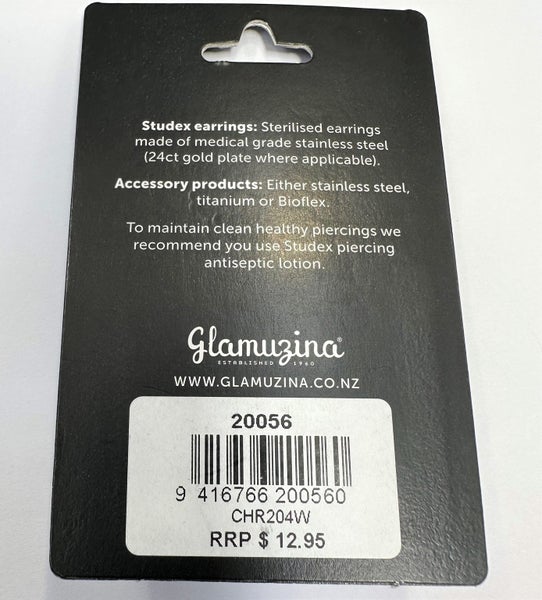 Studex earrings: Sterilised earrings
made of medical grade stainless steel
(24ct gold plate where applicable).
Accessory products: Either stainless steel,
titanium or Bioflex.
To maintain clean healthy piercings we
recommend you use Studex piercing
antiseptic lotion.
Glamuzina®
ESTABLISHED 1960
WWW.GLAMUZINA.CO.NZ
20056
9 416766 200560
CHR204W
RRP $ 12.95